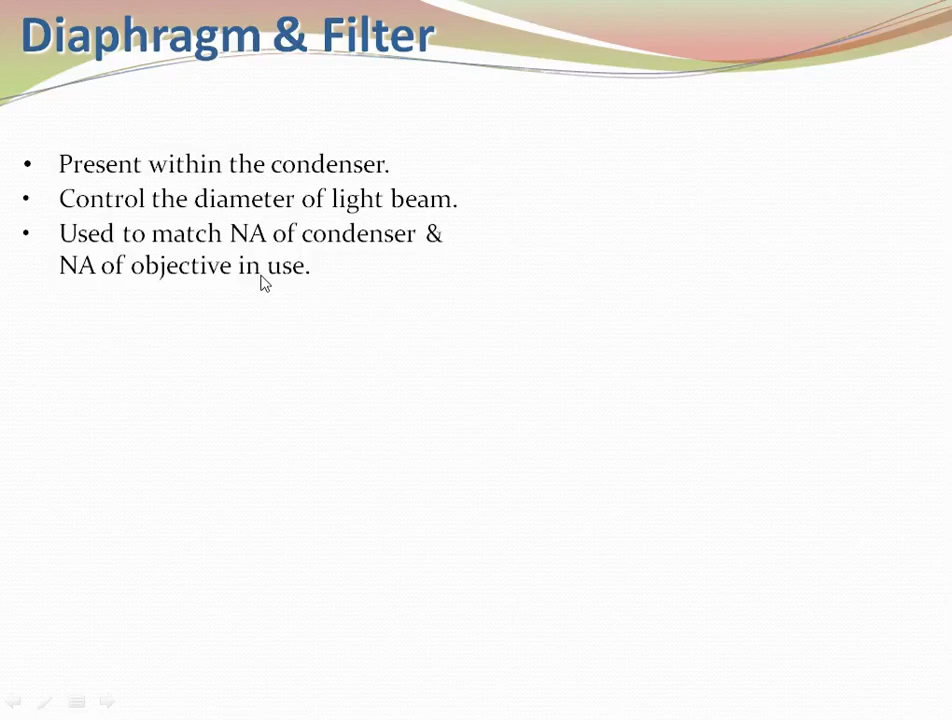 Diaphragm & Filter
• Present within the condenser.
• Control the diameter of light beam.
• Used to match NA of condenser &
NA of objective in use.